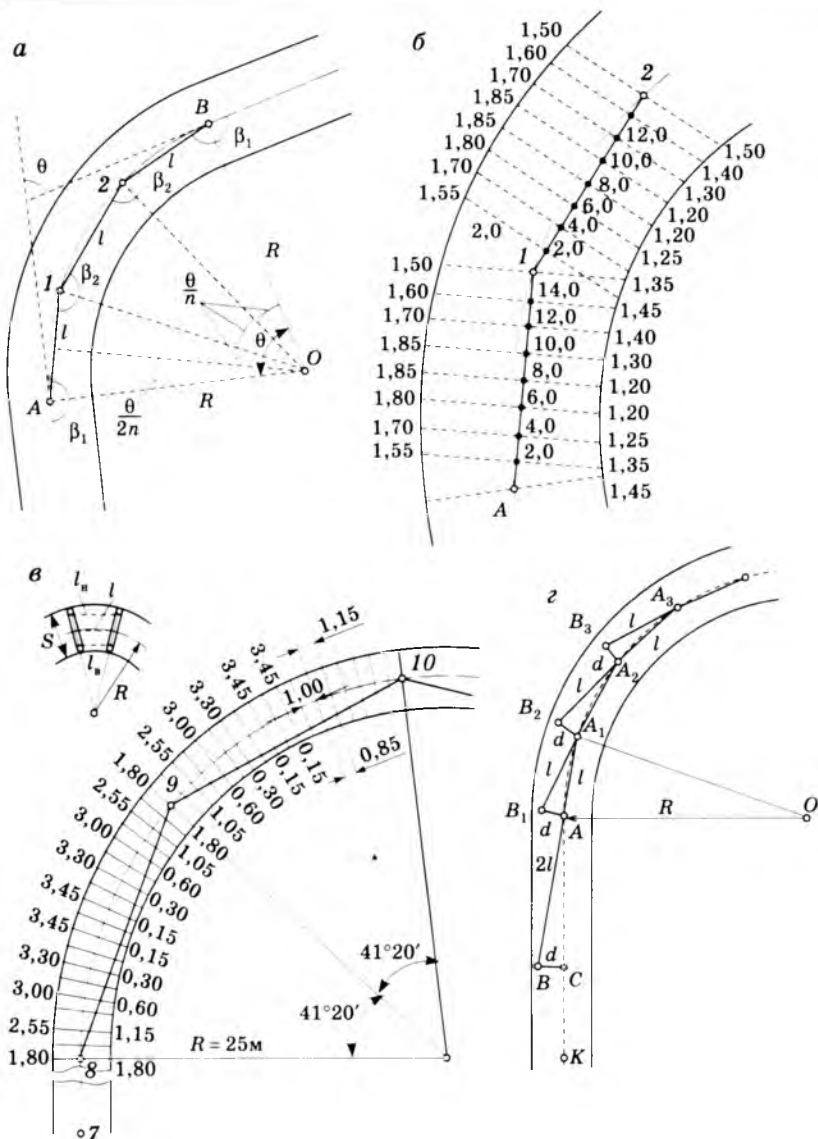 а
B
β₁
l
2
β₂
θ
l
1
β₂
l
A
β₁
θ/2n
R
θ/n
R
θ
O
б
1,50
1,60
1,70
1,85
1,85
1,80
1,70
1,55
2,0
1,50
1,60
1,70
1,85
1,85
1,80
1,70
1,55
2
12,0
10,0
8,0
6,0
4,0
2,0
1
14,0
12,0
10,0
8,0
6,0
4,0
2,0
A
1,50
1,40
1,30
1,20
1,20
1,25
1,35
1,45
1,40
1,30
1,20
1,20
1,25
1,35
1,45
в
lн
l
S
lв
R
1,15
10
3,45
3,45
3,30
3,00
2,55
1,80
2,55
3,00
3,30
3,45
3,45
3,30
3,00
2,55
1,80
1,00
9
0,85
0,15
0,15
0,30
0,60
1,05
1,80
1,05
0,60
0,30
0,15
0,15
0,30
0,60
1,15
1,80
41°20′
41°20′
R = 25м
8
7
г
B₃
l
A₃
d
l
A₂
B₂
l
d
A₁
l
l
B₁
d
A
R
O
2l
d
B
C
K